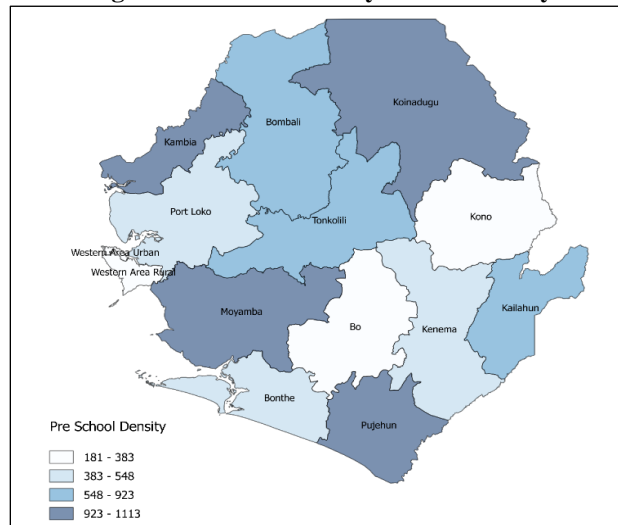 Koinadugu
Bombali
Kambia
Port Loko
Kono
Tonkolili
Western Area Urban
Western Area Rural
Kailahun
Moyamba
Bo
Kenema
Bonthe
Pujehun
Pre School Density
181 - 383
383 - 548
548 - 923
923 - 1113